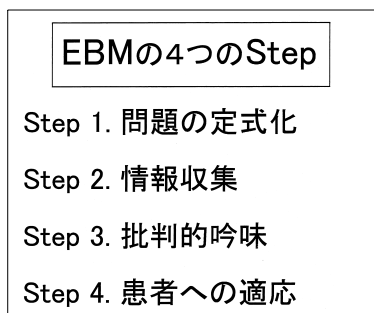 EBMの4つのStep
Step 1. 問題の定式化
Step 2. 情報収集
Step 3. 批判的吟味
Step 4. 患者への適応